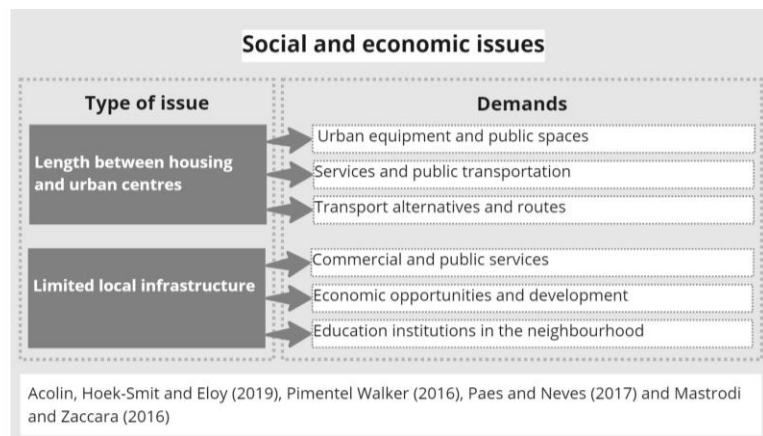 Social and economic issues
Type of issue
Demands
Length between housing
and urban centres
Urban equipment and public spaces
Services and public transportation
Transport alternatives and routes
Limited local infrastructure
Commercial and public services
Economic opportunities and development
Education institutions in the neighbourhood
Acolin, Hoek-Smit and Eloy (2019), Pimentel Walker (2016), Paes and Neves (2017) and Mastrodi
and Zaccara (2016)